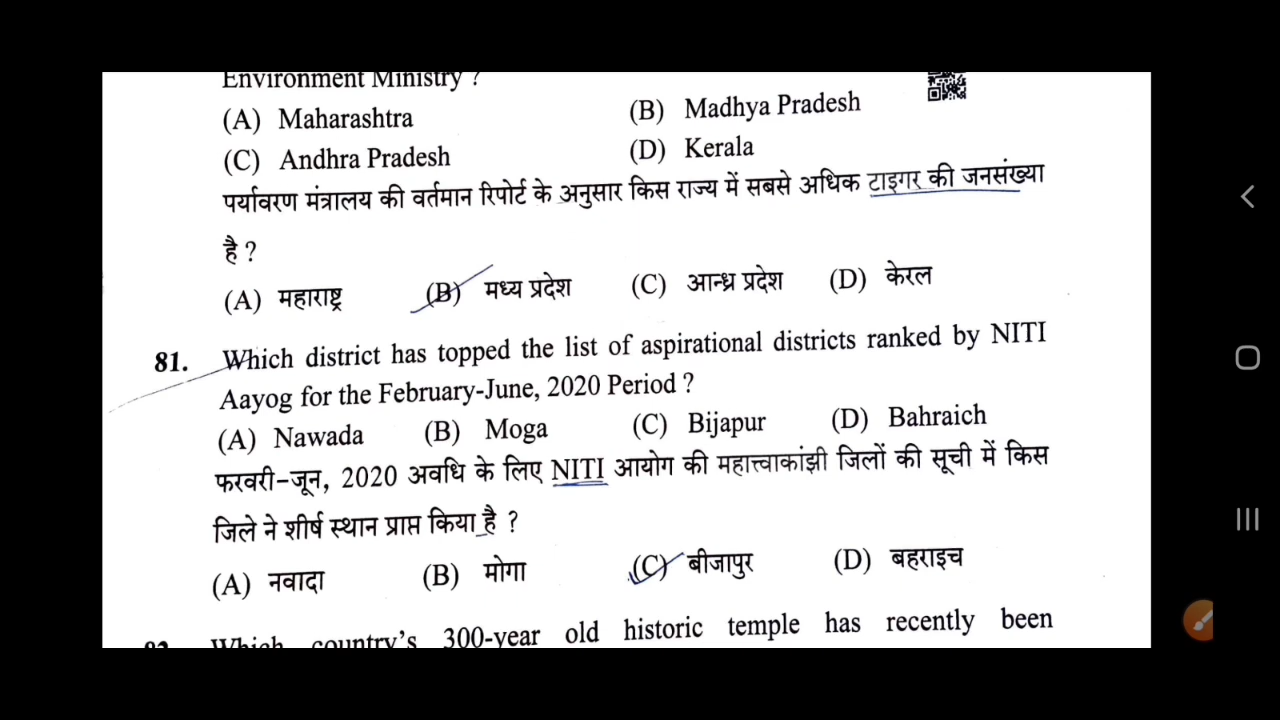 Environment Ministry ?
(A) Maharashtra (B) Madhya Pradesh
(C) Andhra Pradesh (D) Kerala
पर्यावरण मंत्रालय की वर्तमान रिपोर्ट के अनुसार किस राज्य में सबसे अधिक टाइगर की जनसंख्या
है ?
(A) महाराष्ट्र (B) मध्य प्रदेश (C) आन्ध्र प्रदेश (D) केरल
81. Which district has topped the list of aspirational districts ranked by NITI
Aayog for the February-June, 2020 Period ?
(A) Nawada (B) Moga (C) Bijapur (D) Bahraich
फरवरी-जून, 2020 अवधि के लिए NITI आयोग की महात्त्वाकांझी जिलों की सूची में किस
जिले ने शीर्ष स्थान प्राप्त किया है ?
(A) नवादा (B) मोगा (C) बीजापुर (D) बहराइच
82. Which country's 300-year old historic temple has recently been